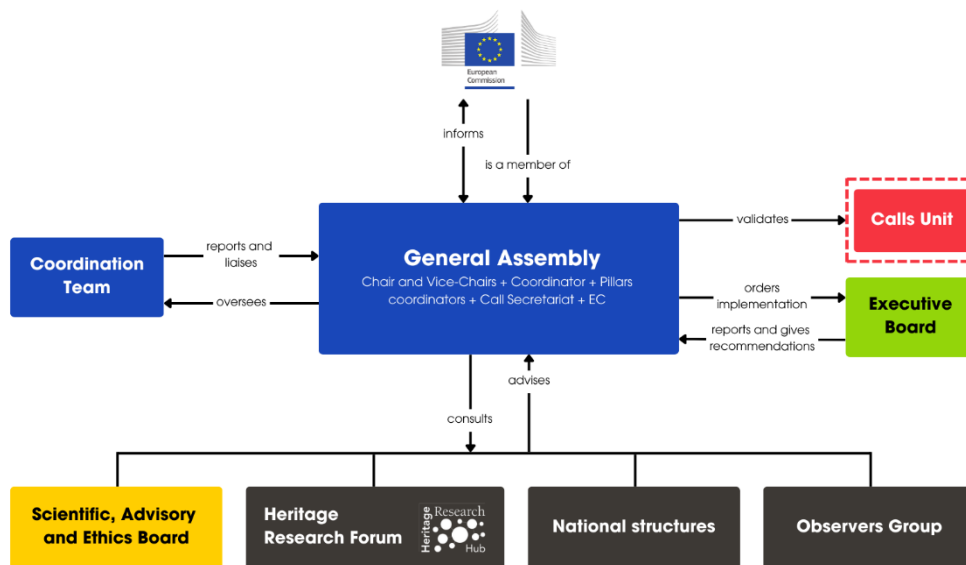 European
Commission
informs
is a member of
validates
Calls Unit
Coordination
Team
reports and
liaises
oversees
General Assembly
Chair and Vice-Chairs + Coordinator + Pillars
coordinators + Call Secretariat + EC
orders
implementation
reports and gives
recommendations
Executive
Board
advises
consults
Scientific, Advisory
and Ethics Board
Heritage
Research Forum
Heritage
Research
Hub
National structures
Observers Group